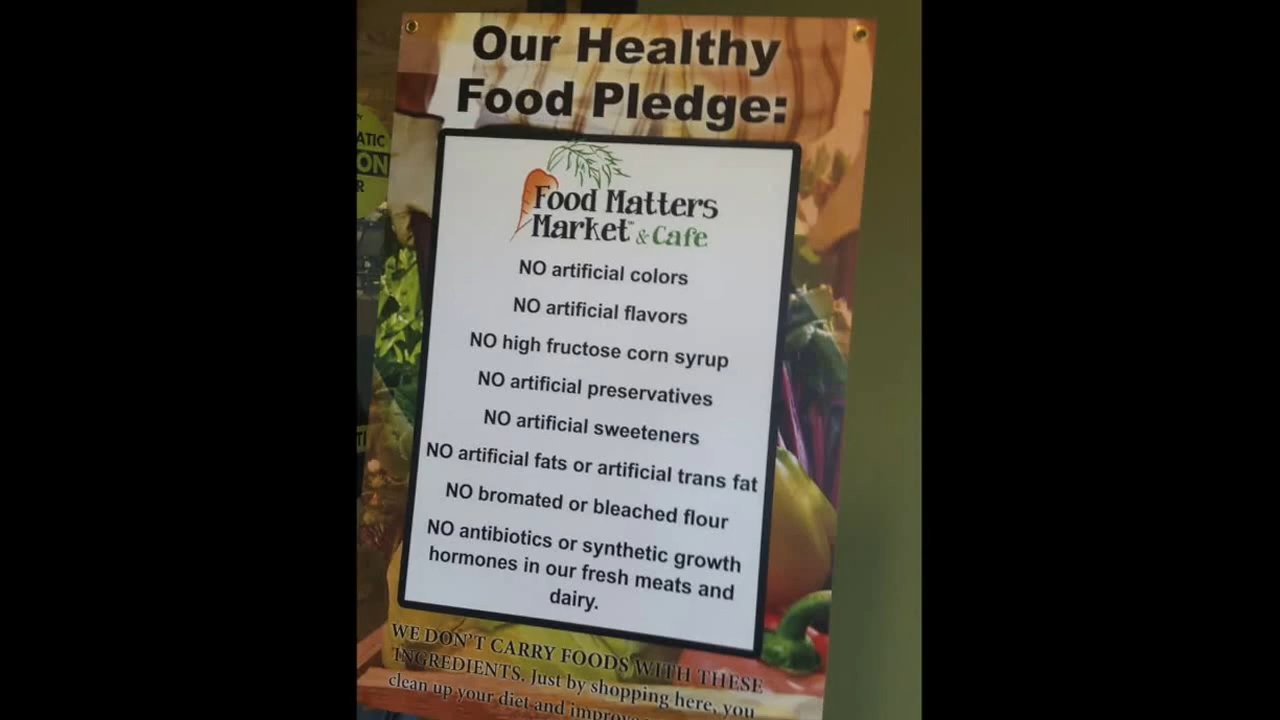 Our Healthy
Food Pledge:
Food Matters
Market™ & Cafe
NO artificial colors
NO artificial flavors
NO high fructose corn syrup
NO artificial preservatives
NO artificial sweeteners
NO artificial fats or artificial trans fat
NO bromated or bleached flour
NO antibiotics or synthetic growth
hormones in our fresh meats and
dairy.
WE DON'T CARRY FOODS WITH THESE
INGREDIENTS. Just by shopping here, you
clean up your diet and